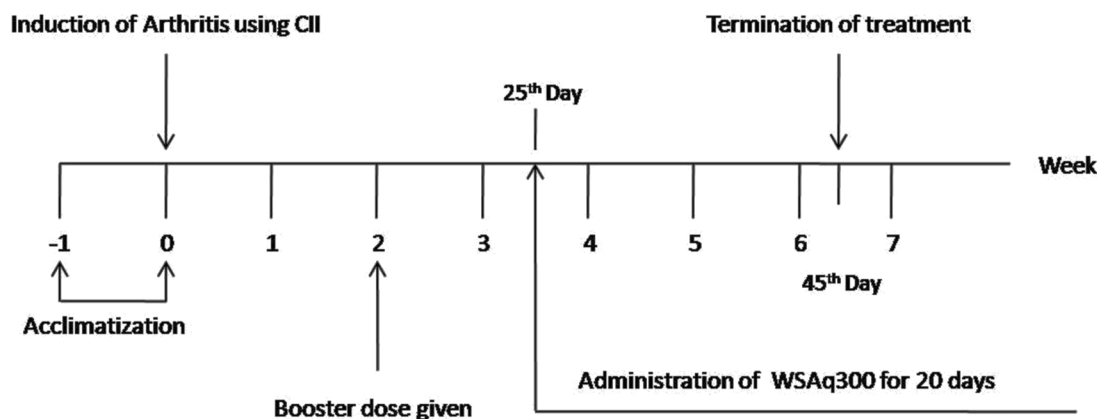 Induction of Arthritis using CII
Termination of treatment
25th Day
Week
-1 0 1 2 3 4 5 6 7
45th Day
Acclimatization
Administration of WSAq300 for 20 days
Booster dose given